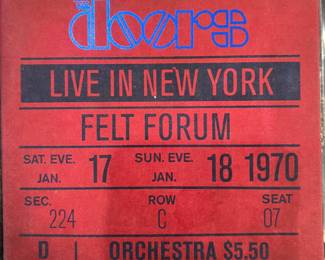 the doors
LIVE IN NEW YORK
FELT FORUM
SAT. EVE. JAN. 17 SUN. EVE. JAN. 18 1970
SEC. ROW SEAT
224 C 07
D | ORCHESTRA $5.50